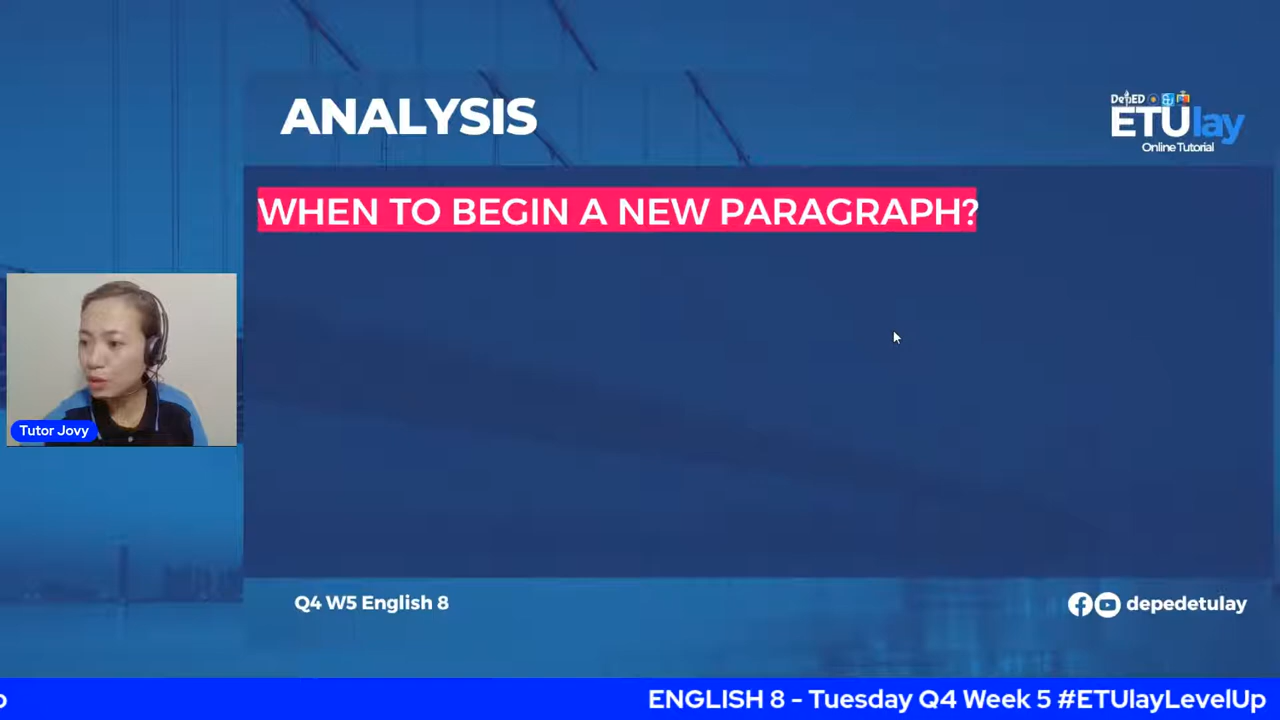 ANALYSIS
DepED
ETUlay
Online Tutorial
WHEN TO BEGIN A NEW PARAGRAPH?
Tutor Jovy
Q4 W5 English 8
depedetulay
ENGLISH 8 - Tuesday Q4 Week 5 #ETUlayLevelUp